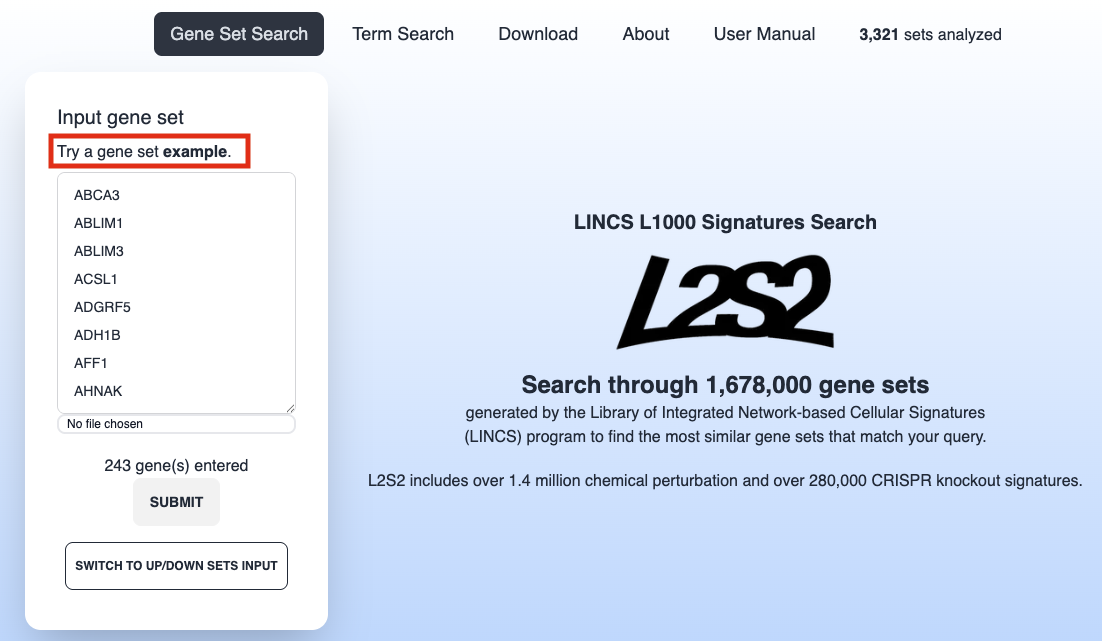 Gene Set Search
Term Search
Download
About
User Manual
3,321 sets analyzed
Input gene set
Try a gene set example.
ABCA3
ABLIM1
ABLIM3
ACSL1
ADGRF5
ADH1B
AFF1
AHNAK
No file chosen
243 gene(s) entered
SUBMIT
SWITCH TO UP/DOWN SETS INPUT
LINCS L1000 Signatures Search
L2S2
Search through 1,678,000 gene sets
generated by the Library of Integrated Network-based Cellular Signatures
(LINCS) program to find the most similar gene sets that match your query.
L2S2 includes over 1.4 million chemical perturbation and over 280,000 CRISPR knockout signatures.